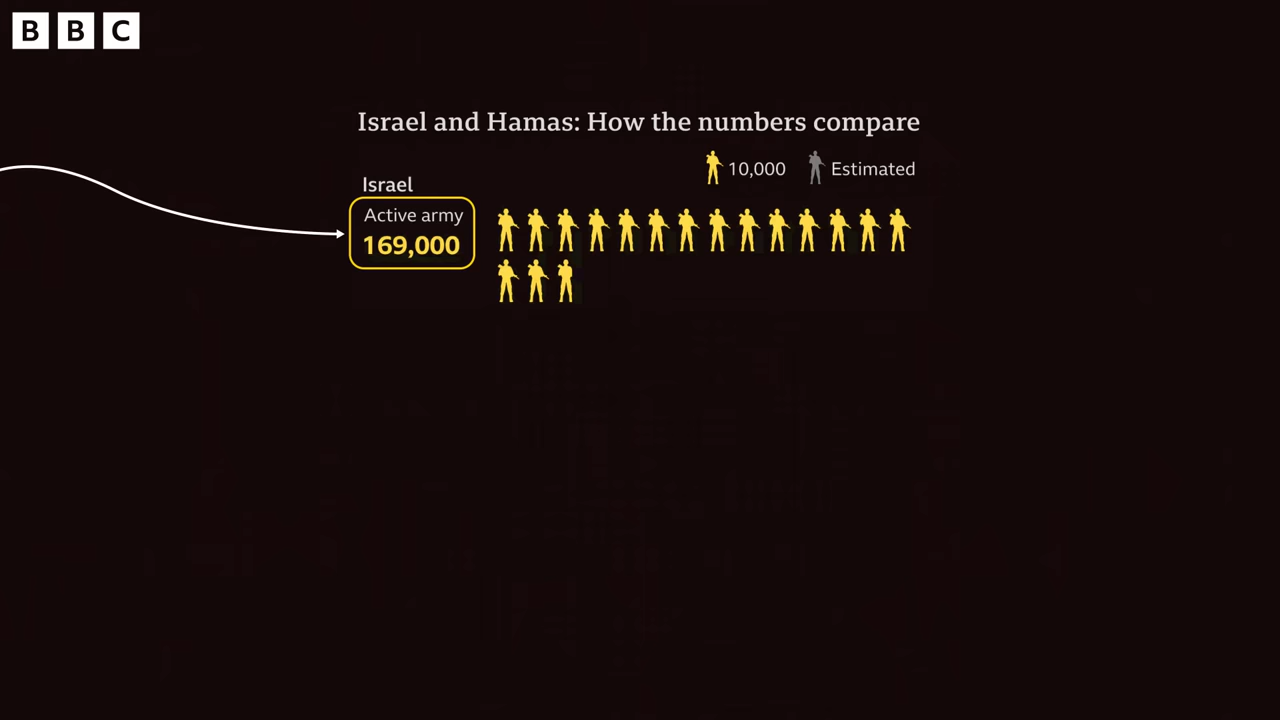 BBC
Israel and Hamas: How the numbers compare
10,000 Estimated
Israel
Active army
169,000